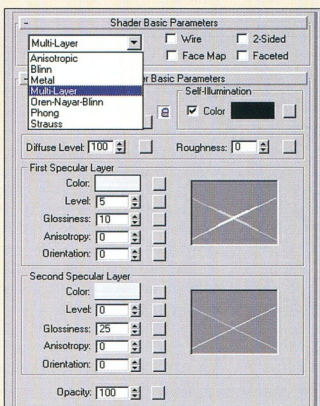 - Shader Basic Parameters
Multi-Layer
Wire 2-Sided
Face Map Faceted
Anisotropic
Blinn
Metal
Multi-Layer
Oren-Nayar-Blinn
Phong
Strauss
- er Basic Parameters
Self-Illumination
Color
Diffuse Level: 100 Roughness: 0
First Specular Layer
Color:
Level: 5
Glossiness: 10
Anisotropy: 0
Orientation: 0
Second Specular Layer
Color:
Level: 0
Glossiness: 25
Anisotropy: 0
Orientation: 0
Opacity: 100